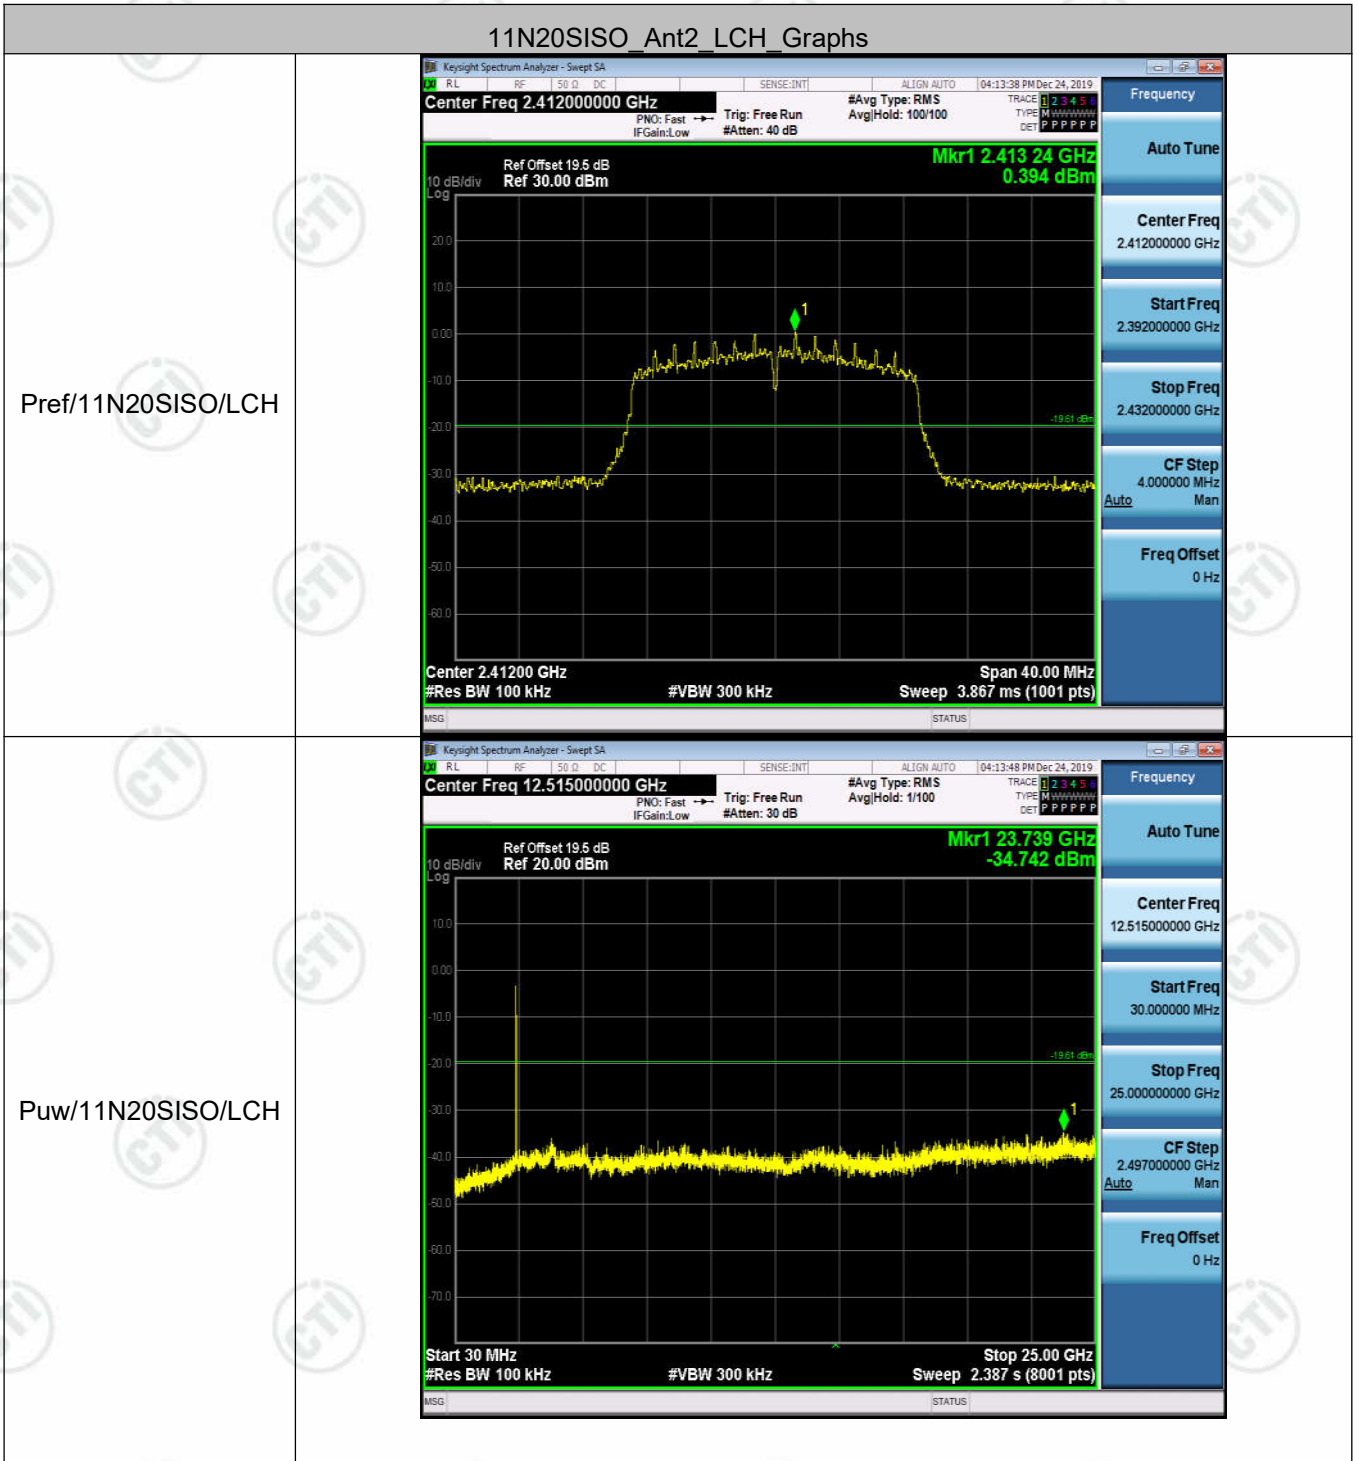 11N20SISO_Ant2_LCH_Graphs
Pref/11N20SISO/LCH
Keysight Spectrum Analyzer - Swept SA
RL RF 50 Ω DC SENSE:INT ALIGN AUTO 04:13:38 PM Dec 24, 2019
Center Freq 2.412000000 GHz
PNO: Fast
IFGain:Low
Trig: Free Run
#Atten: 40 dB
#Avg Type: RMS
Avg|Hold: 100/100
TRACE 1 2 3 4 5 6
TYPE M WWWWW
DET P P P P P P
Ref Offset 19.5 dB
10 dB/div Ref 30.00 dBm
Log
Mkr1 2.413 24 GHz
0.394 dBm
20.0
10.0
0.00
-10.0
-20.0
-30.0
-40.0
-50.0
-60.0
1
-19.61 dBm
Center 2.41200 GHz Span 40.00 MHz
#Res BW 100 kHz #VBW 300 kHz Sweep 3.867 ms (1001 pts)
MSG STATUS
Frequency
Auto Tune
Center Freq
2.412000000 GHz
Start Freq
2.392000000 GHz
Stop Freq
2.432000000 GHz
CF Step
4.000000 MHz
Auto Man
Freq Offset
0 Hz
Puw/11N20SISO/LCH
Keysight Spectrum Analyzer - Swept SA
RL RF 50 Ω DC SENSE:INT ALIGN AUTO 04:13:48 PM Dec 24, 2019
Center Freq 12.515000000 GHz
PNO: Fast
IFGain:Low
Trig: Free Run
#Atten: 30 dB
#Avg Type: RMS
Avg|Hold: 1/100
TRACE 1 2 3 4 5 6
TYPE M WWWWW
DET P P P P P P
Ref Offset 19.5 dB
10 dB/div Ref 20.00 dBm
Log
Mkr1 23.739 GHz
-34.742 dBm
10.0
0.00
-10.0
-20.0
-30.0
-40.0
-50.0
-60.0
-70.0
1
-19.61 dBm
Start 30 MHz Stop 25.00 GHz
#Res BW 100 kHz #VBW 300 kHz Sweep 2.387 s (8001 pts)
MSG STATUS
Frequency
Auto Tune
Center Freq
12.515000000 GHz
Start Freq
30.000000 MHz
Stop Freq
25.000000000 GHz
CF Step
2.497000000 GHz
Auto Man
Freq Offset
0 Hz
CTI